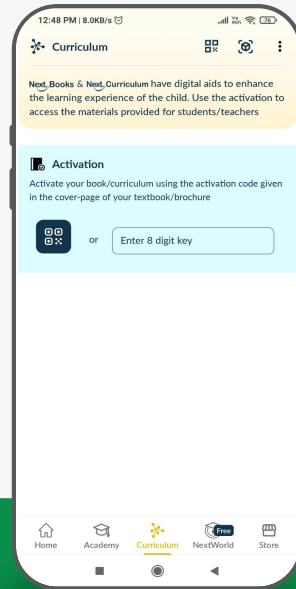 12:48 PM | 8.0KB/s
76
Curriculum
Next Books & Next Curriculum have digital aids to enhance
the learning experience of the child. Use the activation to
access the materials provided for students/teachers
Activation
Activate your book/curriculum using the activation code given
in the cover-page of your textbook/brochure
or
Enter 8 digit key
Free
Home Academy Curriculum NextWorld Store